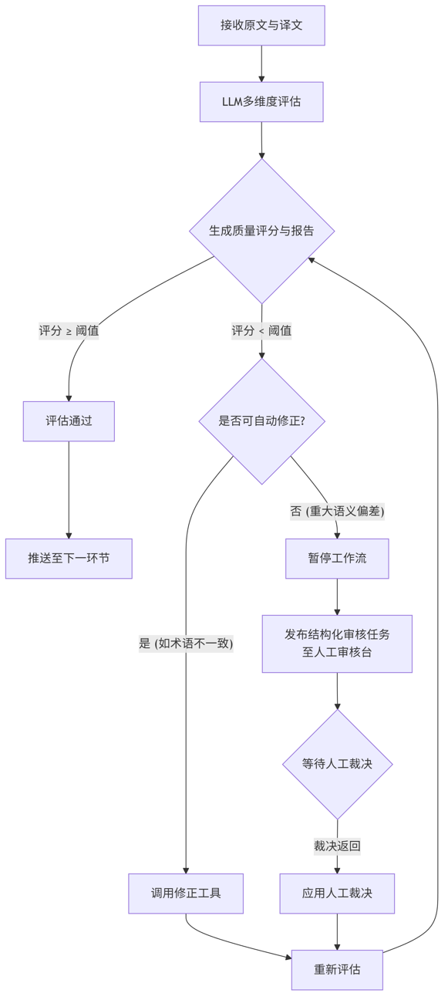 接收原文与译文
LLM多维度评估
生成质量评分与报告
评分 ≥ 阈值
评分 < 阈值
评估通过
是否可自动修正?
否 (重大语义偏差)
推送至下一环节
暂停工作流
是 (如术语不一致)
发布结构化审核任务
至人工审核台
等待人工裁决
裁决返回
调用修正工具
应用人工裁决
重新评估